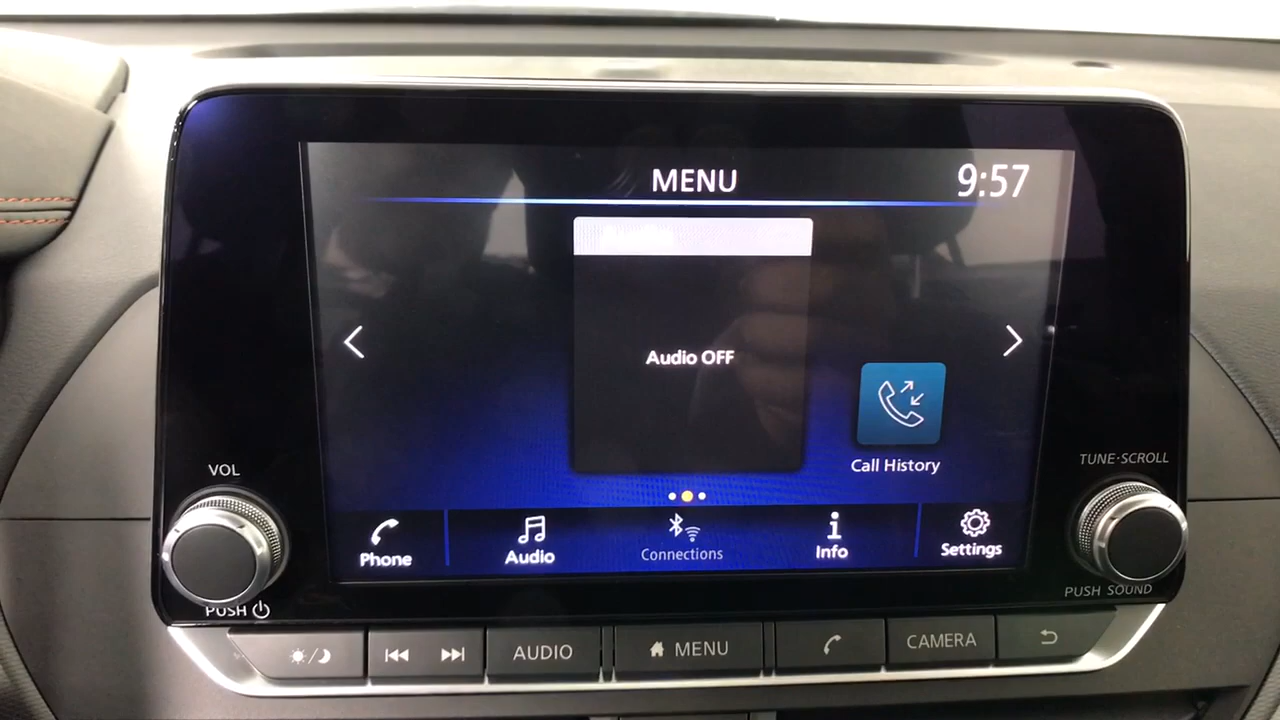 MENU
9:57
Audio OFF
Call History
VOL
TUNE·SCROLL
Phone
Audio
Connections
Info
Settings
PUSH
PUSH SOUND
AUDIO
MENU
CAMERA